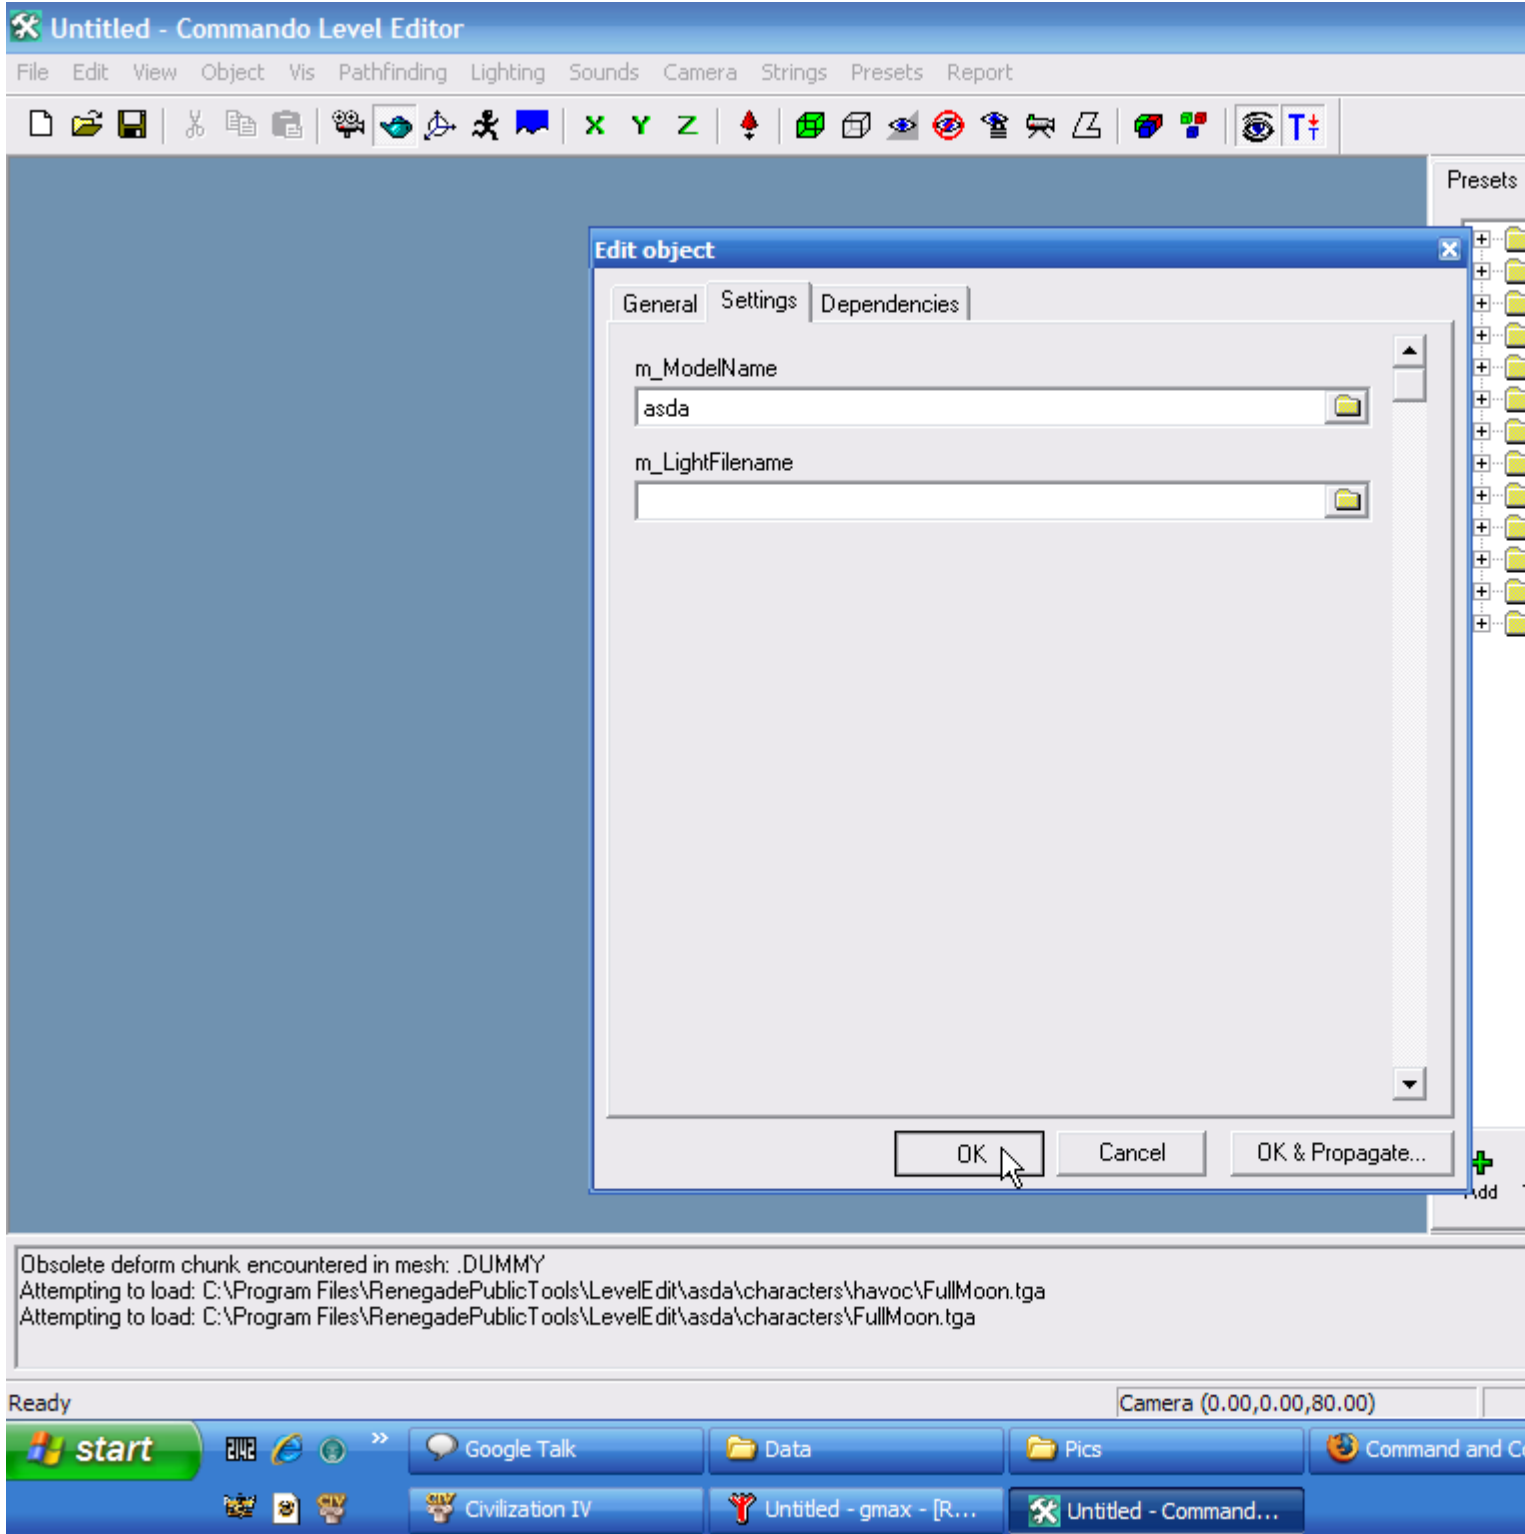 Untitled - Commando Level Editor
File Edit View Object Vis Pathfinding Lighting Sounds Camera Strings Presets Report
X Y Z
Presets
Edit object
General Settings Dependencies
m_ModelName
asda
m_LightFilename
OK Cancel OK & Propagate...
Add
Obsolete deform chunk encountered in mesh: .DUMMY
Attempting to load: C:\Program Files\RenegadePublicTools\LevelEdit\asda\characters\havoc\FullMoon.tga
Attempting to load: C:\Program Files\RenegadePublicTools\LevelEdit\asda\characters\FullMoon.tga
Ready Camera (0.00,0.00,80.00)
start 2142 Google Talk Data Pics Command and
Civilization IV Untitled - gmax - [R... Untitled - Command...